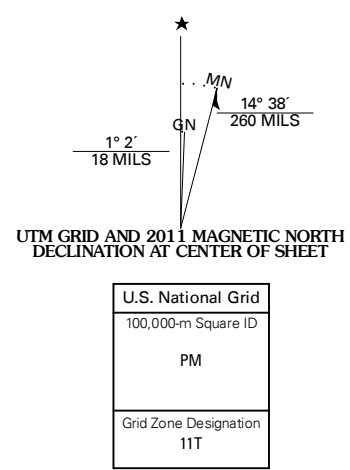 MN
14° 38´
260 MILS
GN
1° 2´
18 MILS
UTM GRID AND 2011 MAGNETIC NORTH
DECLINATION AT CENTER OF SHEET
U.S. National Grid
100,000-m Square ID
PM
Grid Zone Designation
11T